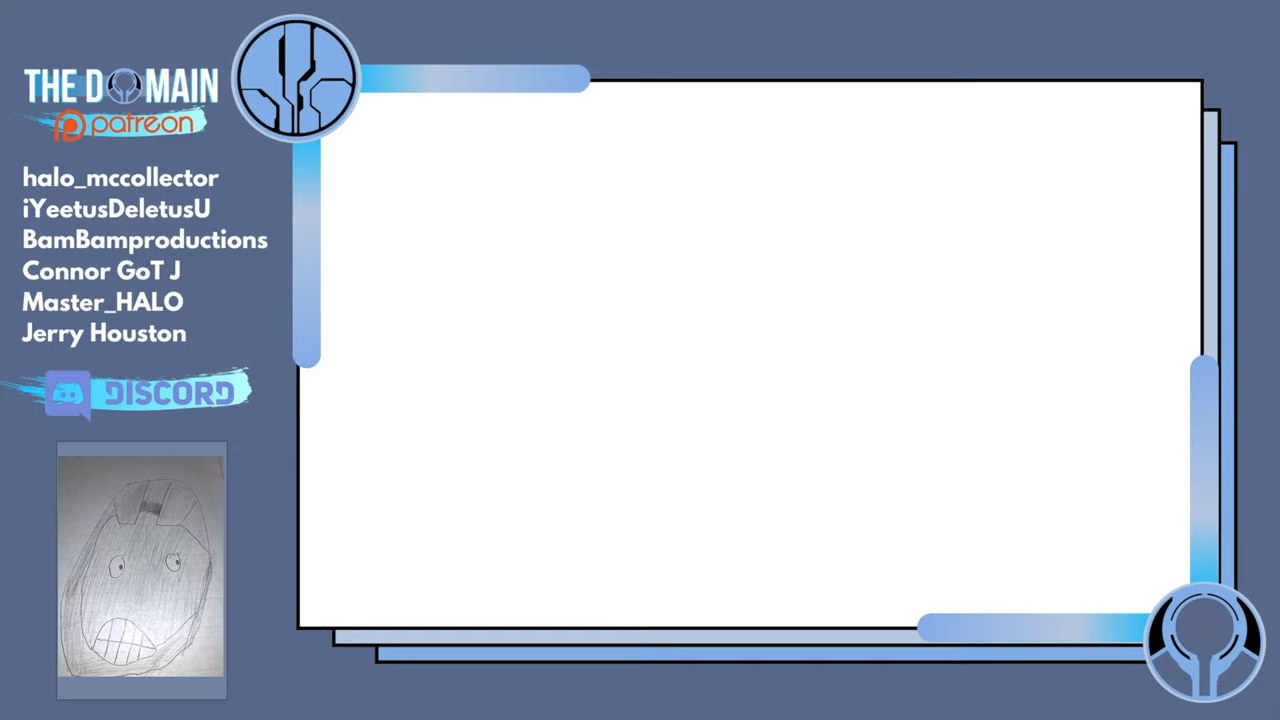 THE DOMAIN
patreon
halo_mccollector
iYeetusDeletusU
BamBamproductions
Connor GoT J
Master_HALO
Jerry Houston
DISCORD